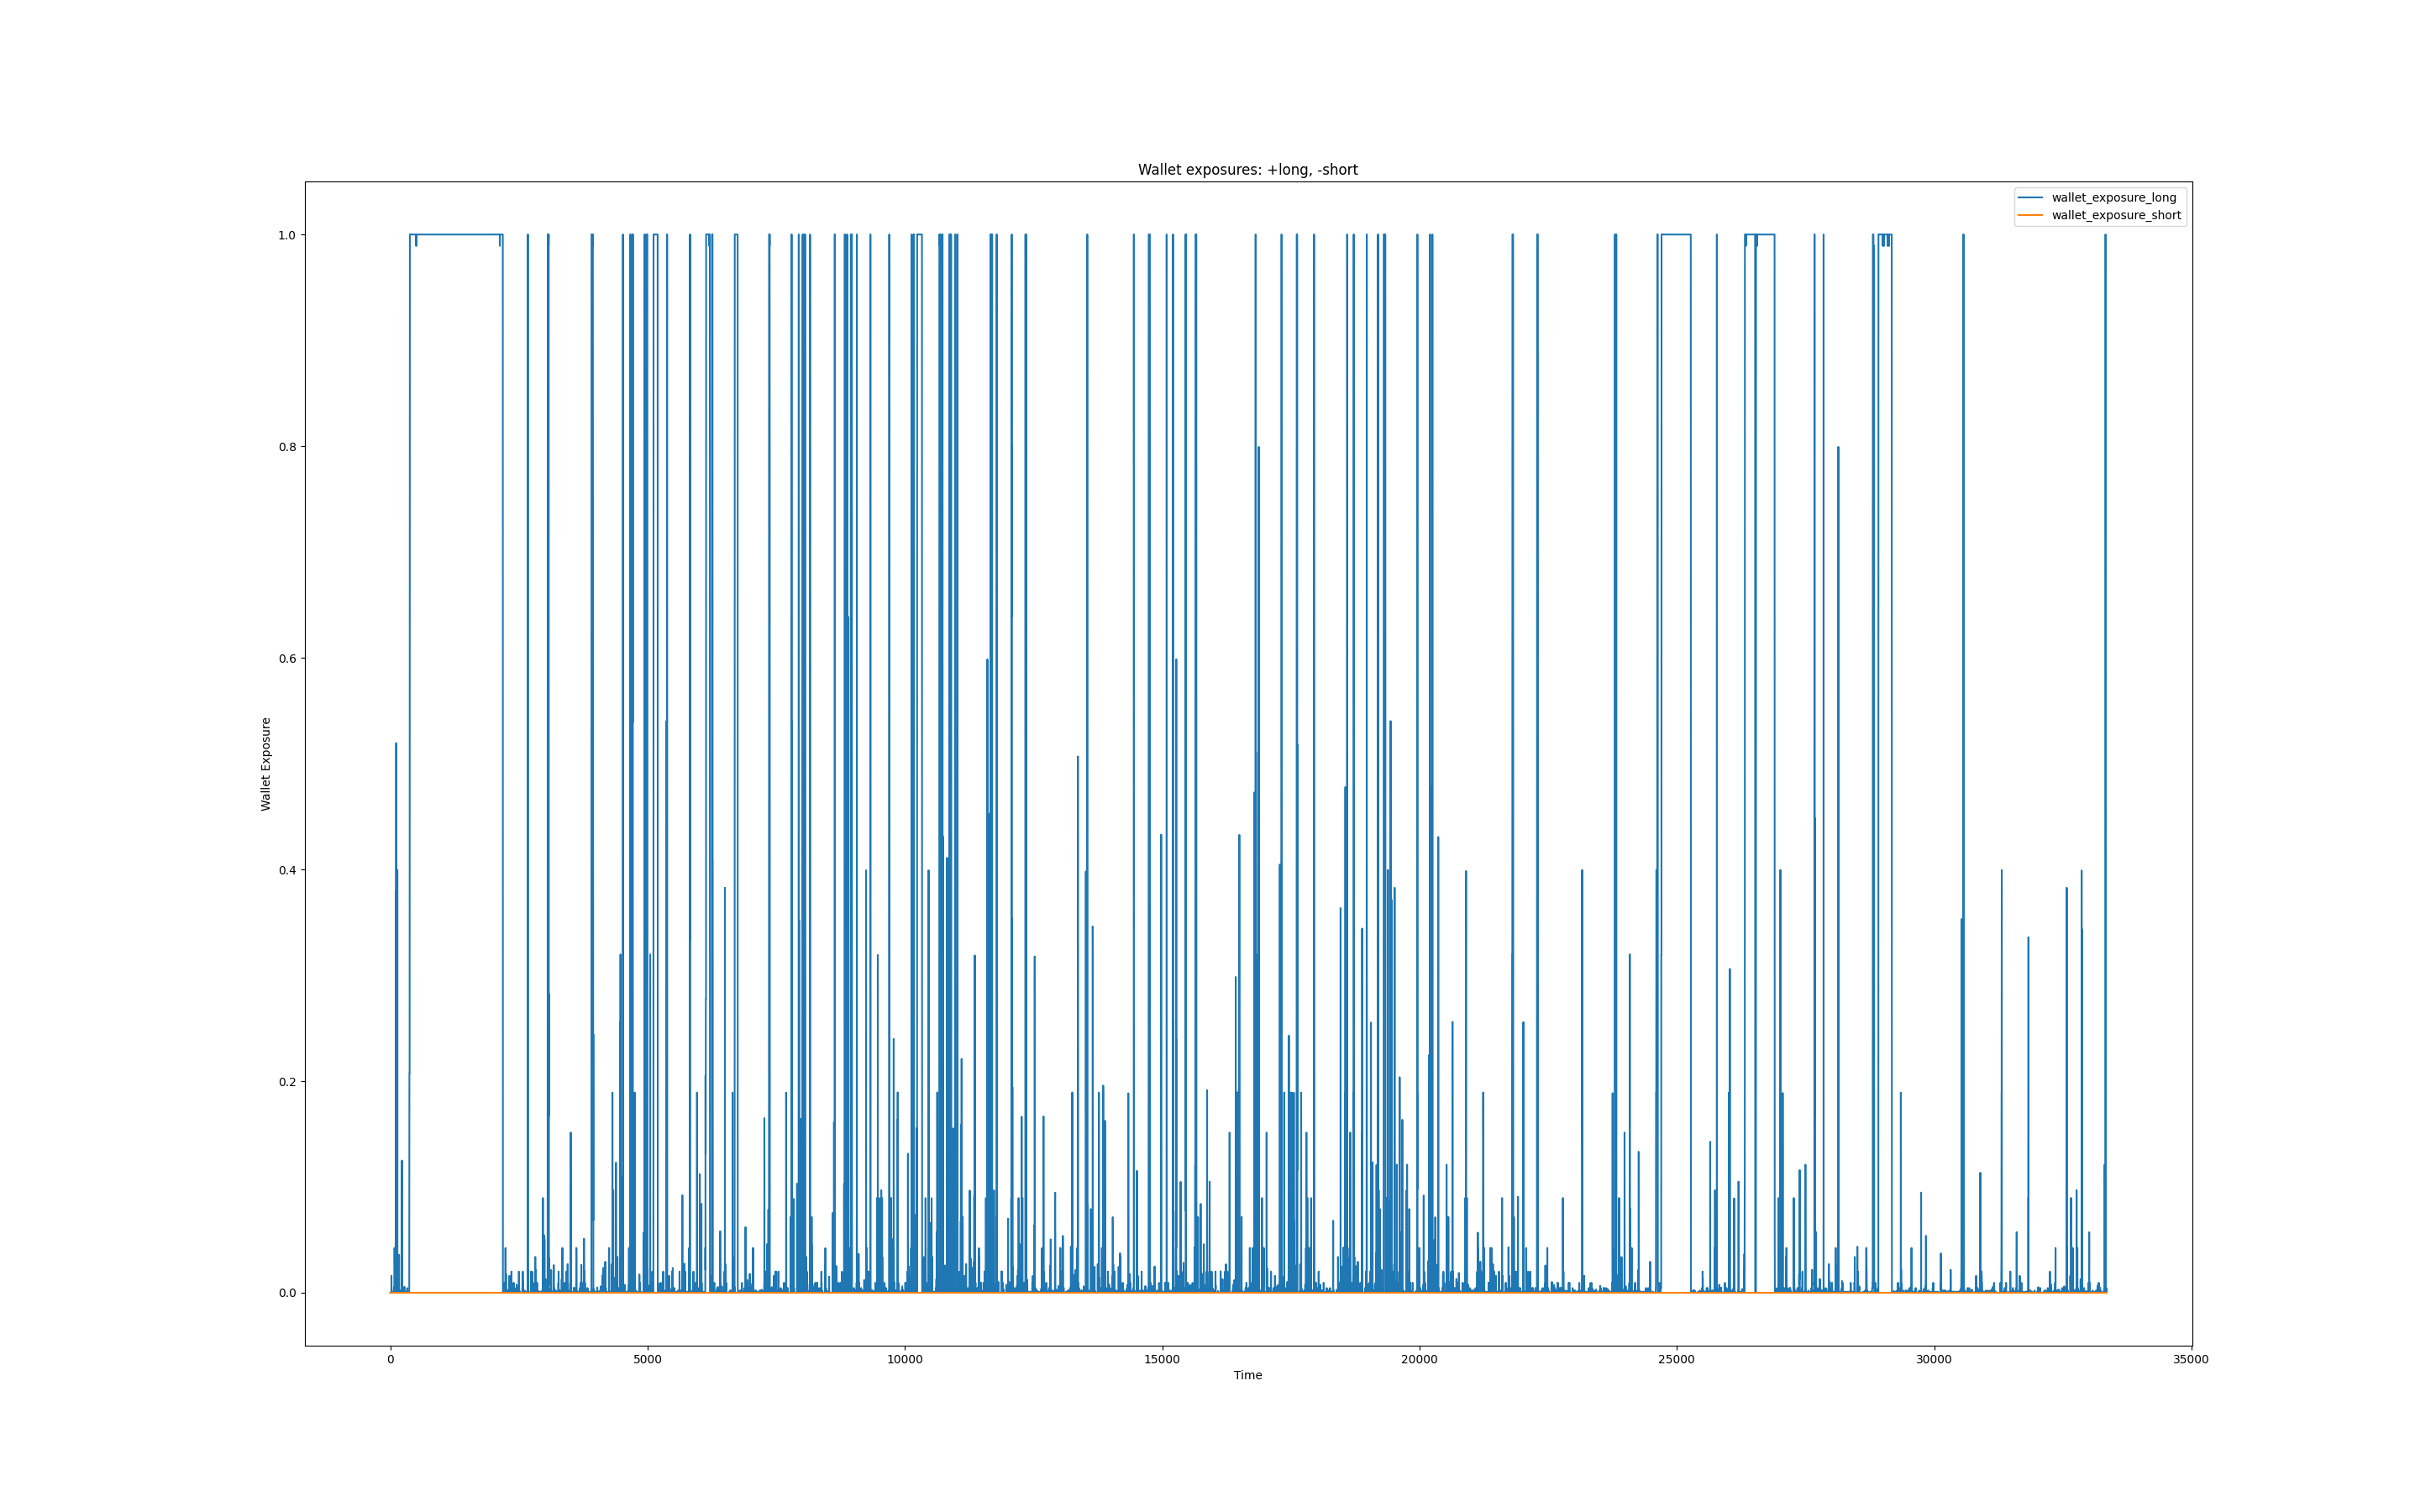 Wallet exposures: +long, -short
wallet_exposure_long
wallet_exposure_short
1.0
0.8
0.6
0.4
0.2
0.0
Wallet Exposure
0 5000 10000 15000 20000 25000 30000 35000
Time